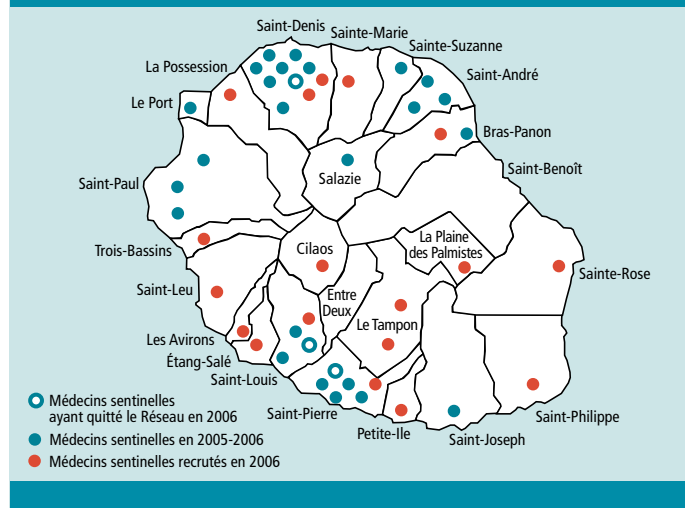 Saint-Denis
Sainte-Marie
Sainte-Suzanne
La Possession
Saint-André
Le Port
Bras-Panon
Saint-Benoît
Salazie
Saint-Paul
La Plaine
des Palmistes
Trois-Bassins
Cilaos
Sainte-Rose
Saint-Leu
Entre
Deux
Le Tampon
Les Avirons
Étang-Salé
Saint-Louis
Saint-Pierre
Petite-Ile
Saint-Joseph
Saint-Philippe
Médecins sentinelles
ayant quitté le Réseau en 2006
Médecins sentinelles en 2005-2006
Médecins sentinelles recrutés en 2006